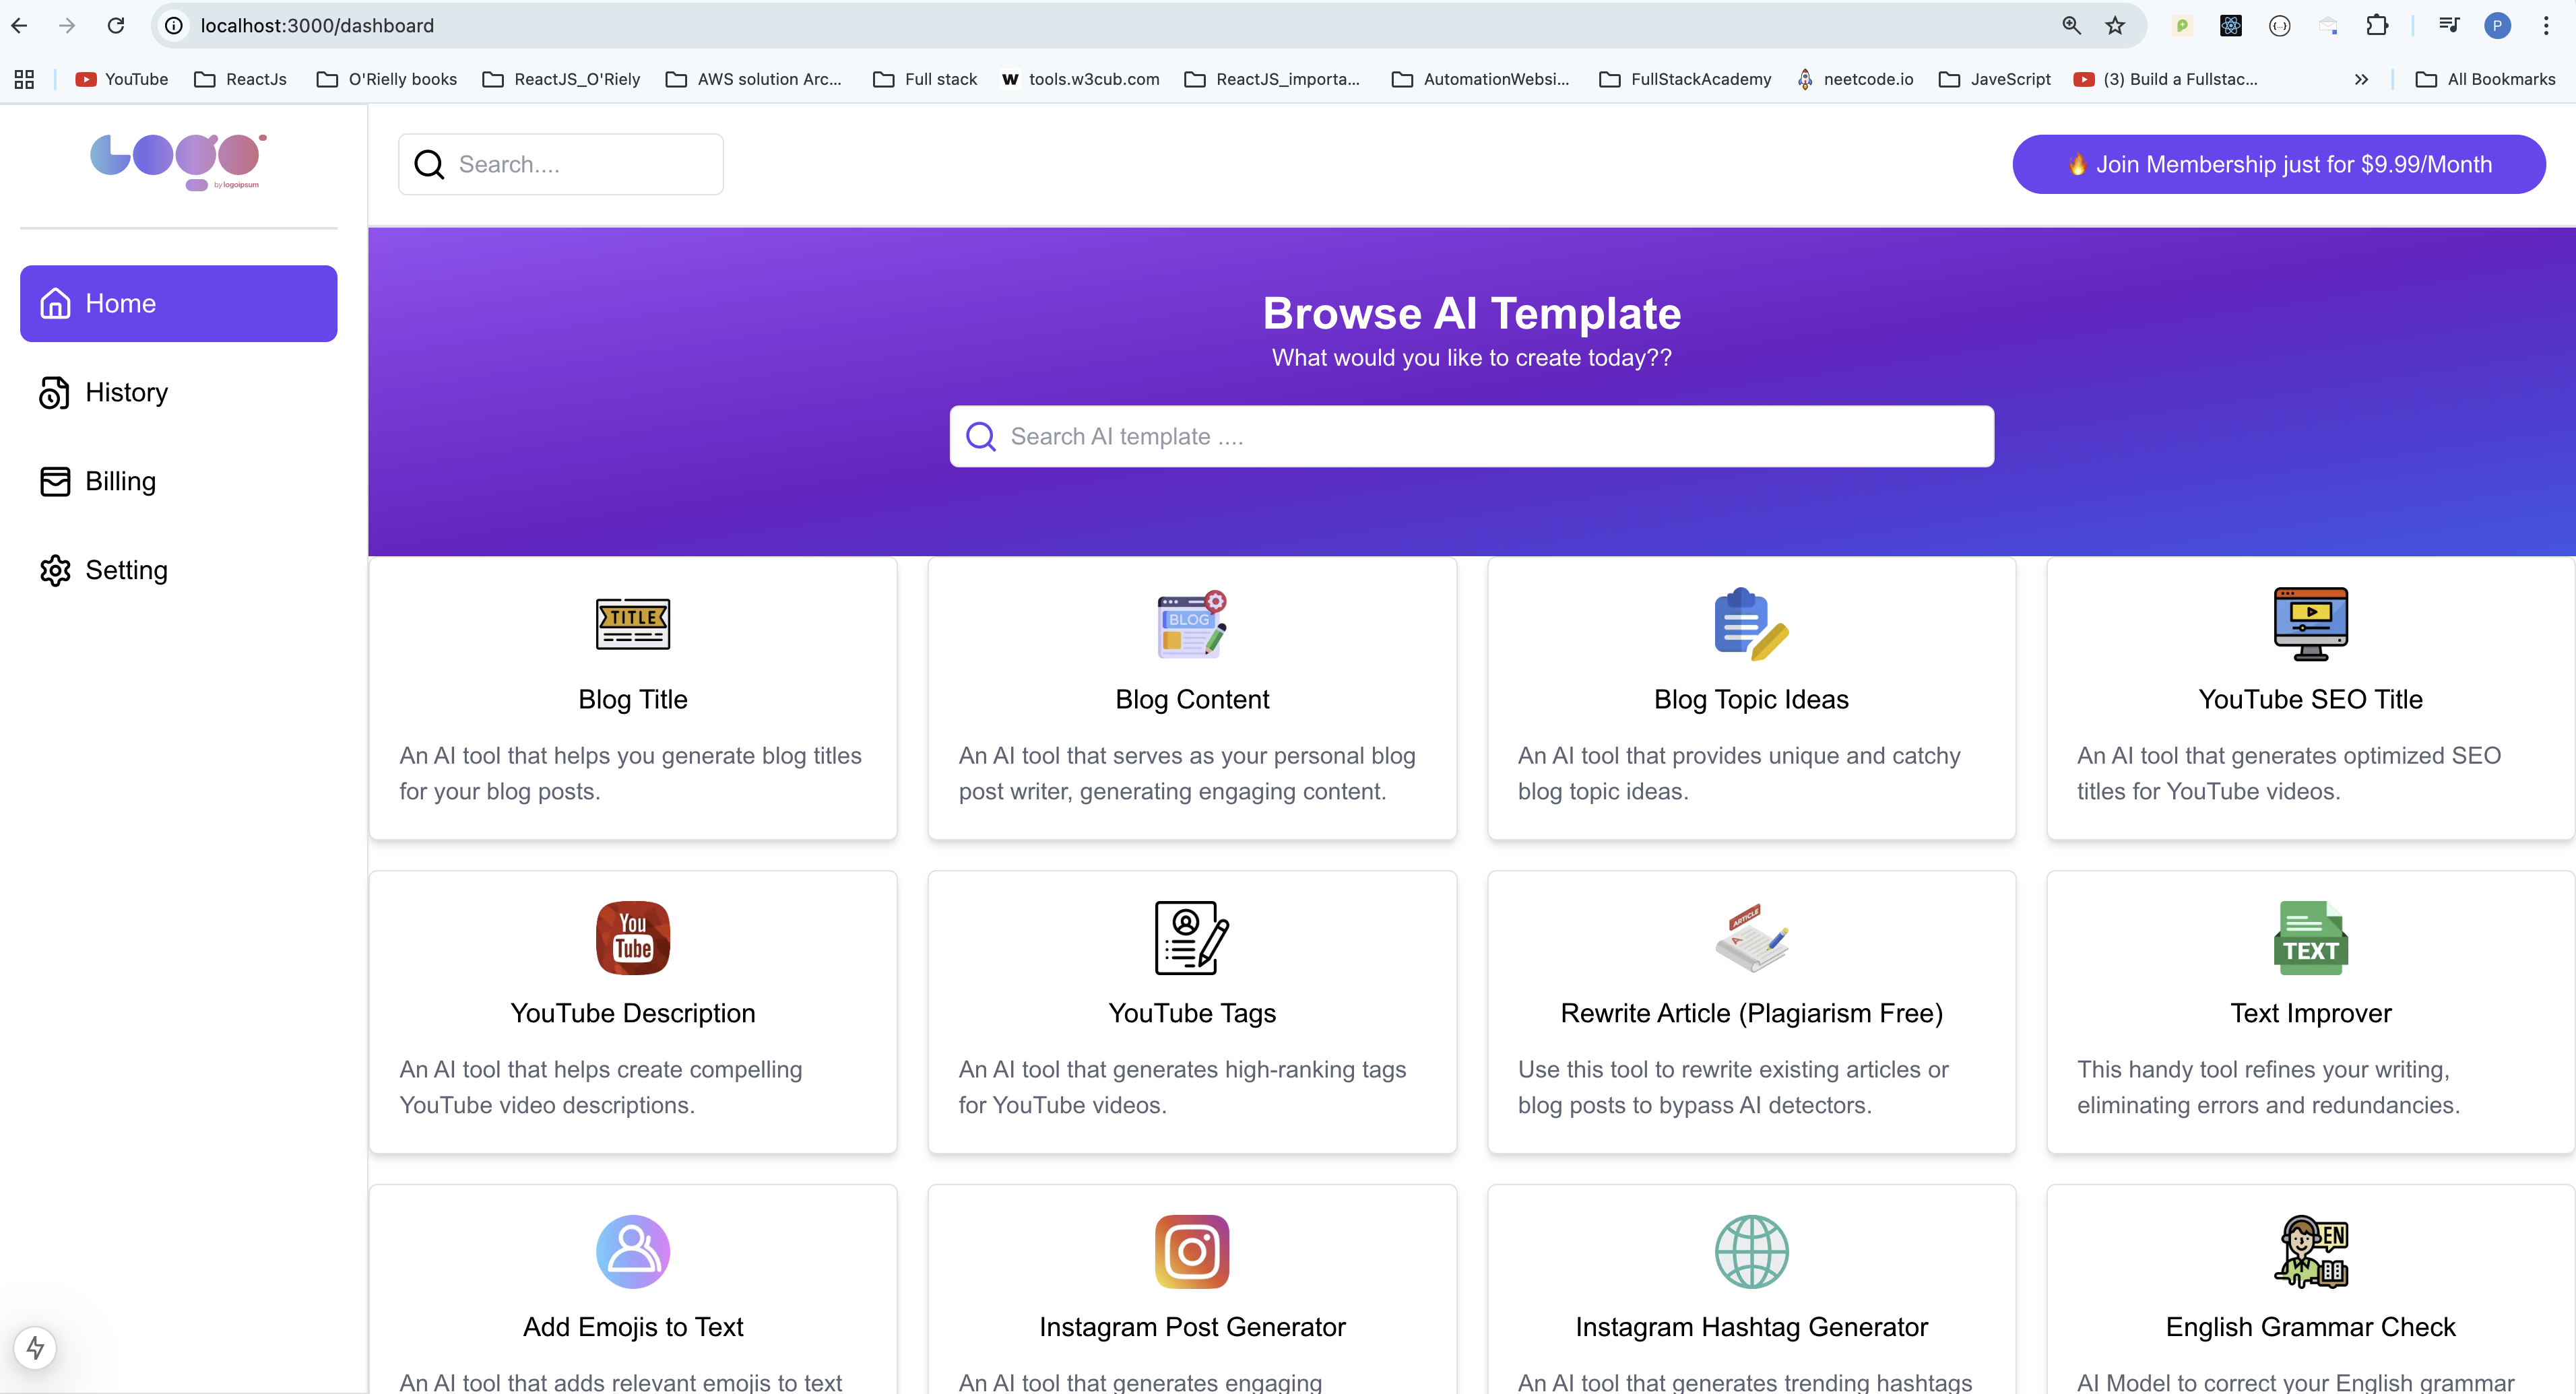 localhost:3000/dashboard
P
YouTube
ReactJs
O'Rielly books
ReactJS_O'Riely
AWS solution Arc...
Full stack
W tools.w3cub.com
ReactJS_importa...
AutomationWebsi...
FullStackAcademy
neetcode.io
JaveScript
(3) Build a Fullstac...
All Bookmarks
LOGO
by logoipsum
Search....
🔥 Join Membership just for $9.99/Month
Home
History
Billing
Setting
Browse AI Template
What would you like to create today??
Search AI template ....
TITLE
Blog Title
An AI tool that helps you generate blog titles
for your blog posts.
BLOG
Blog Content
An AI tool that serves as your personal blog
post writer, generating engaging content.
Blog Topic Ideas
An AI tool that provides unique and catchy
blog topic ideas.
YouTube SEO Title
An AI tool that generates optimized SEO
titles for YouTube videos.
You
Tube
YouTube Description
An AI tool that helps create compelling
YouTube video descriptions.
YouTube Tags
An AI tool that generates high-ranking tags
for YouTube videos.
ARTICLE
A
Rewrite Article (Plagiarism Free)
Use this tool to rewrite existing articles or
blog posts to bypass AI detectors.
TEXT
Text Improver
This handy tool refines your writing,
eliminating errors and redundancies.
Add Emojis to Text
An AI tool that adds relevant emojis to text
Instagram Post Generator
An AI tool that generates engaging
Instagram Hashtag Generator
An AI tool that generates trending hashtags
EN
English Grammar Check
AI Model to correct your English grammar